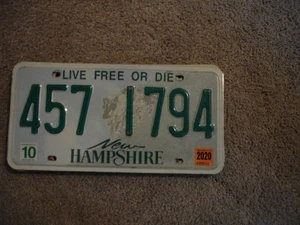 LIVE FREE OR DIE
457 1794
10
2020
New
HAMPSHIRE